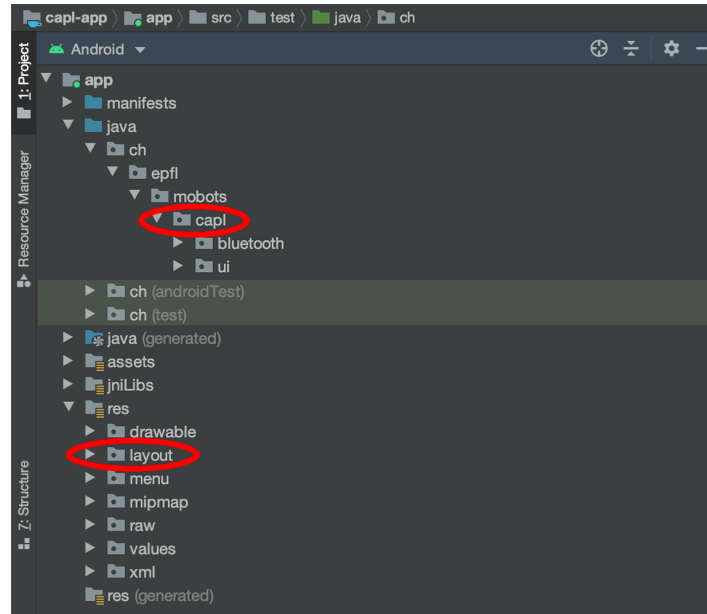 capl-app app src test java ch
1: Project
Android
app
manifests
java
ch
epfl
mobots
capl
bluetooth
ui
ch (androidTest)
ch (test)
java (generated)
assets
jniLibs
res
drawable
layout
menu
mipmap
raw
values
xml
res (generated)
Resource Manager
7: Structure